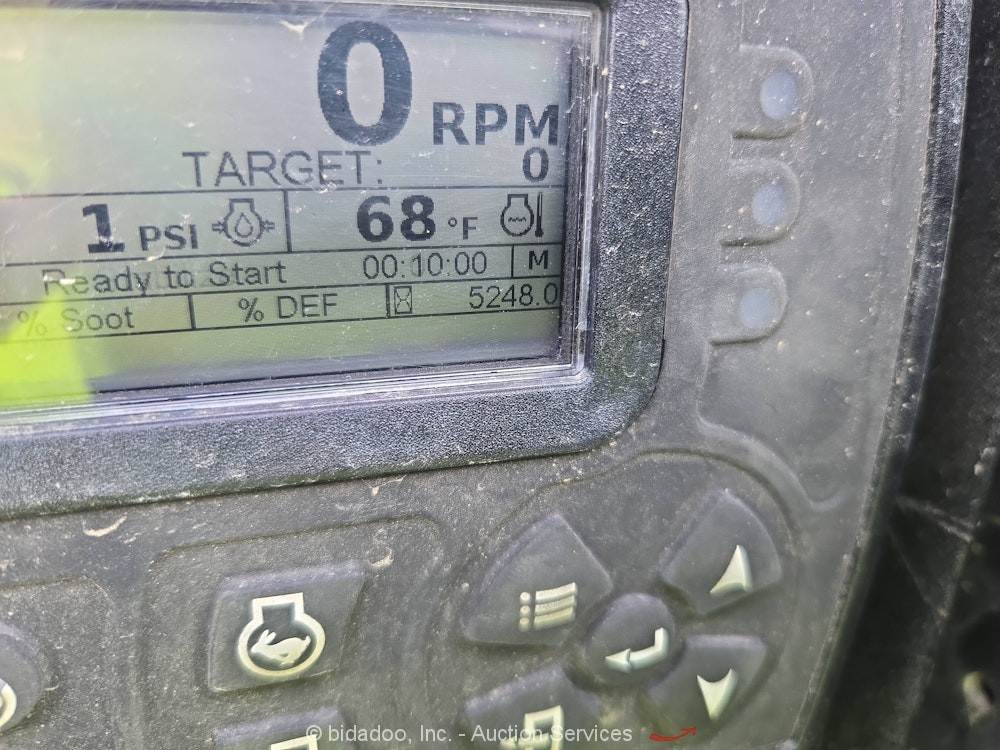 0 RPM
TARGET: 0
1 PSI 68 °F
Ready to Start 00:10:00 M
% Soot % DEF 5248.0
© bidadoo, Inc. - Auction Services